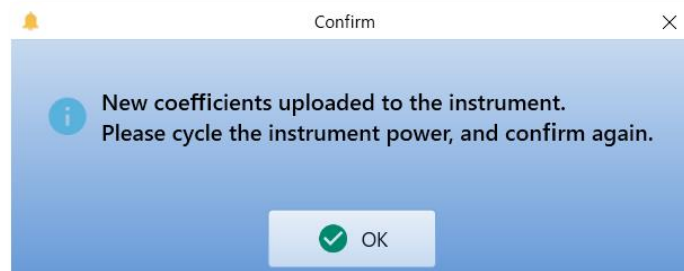 Confirm
New coefficients uploaded to the instrument.
Please cycle the instrument power, and confirm again.
OK